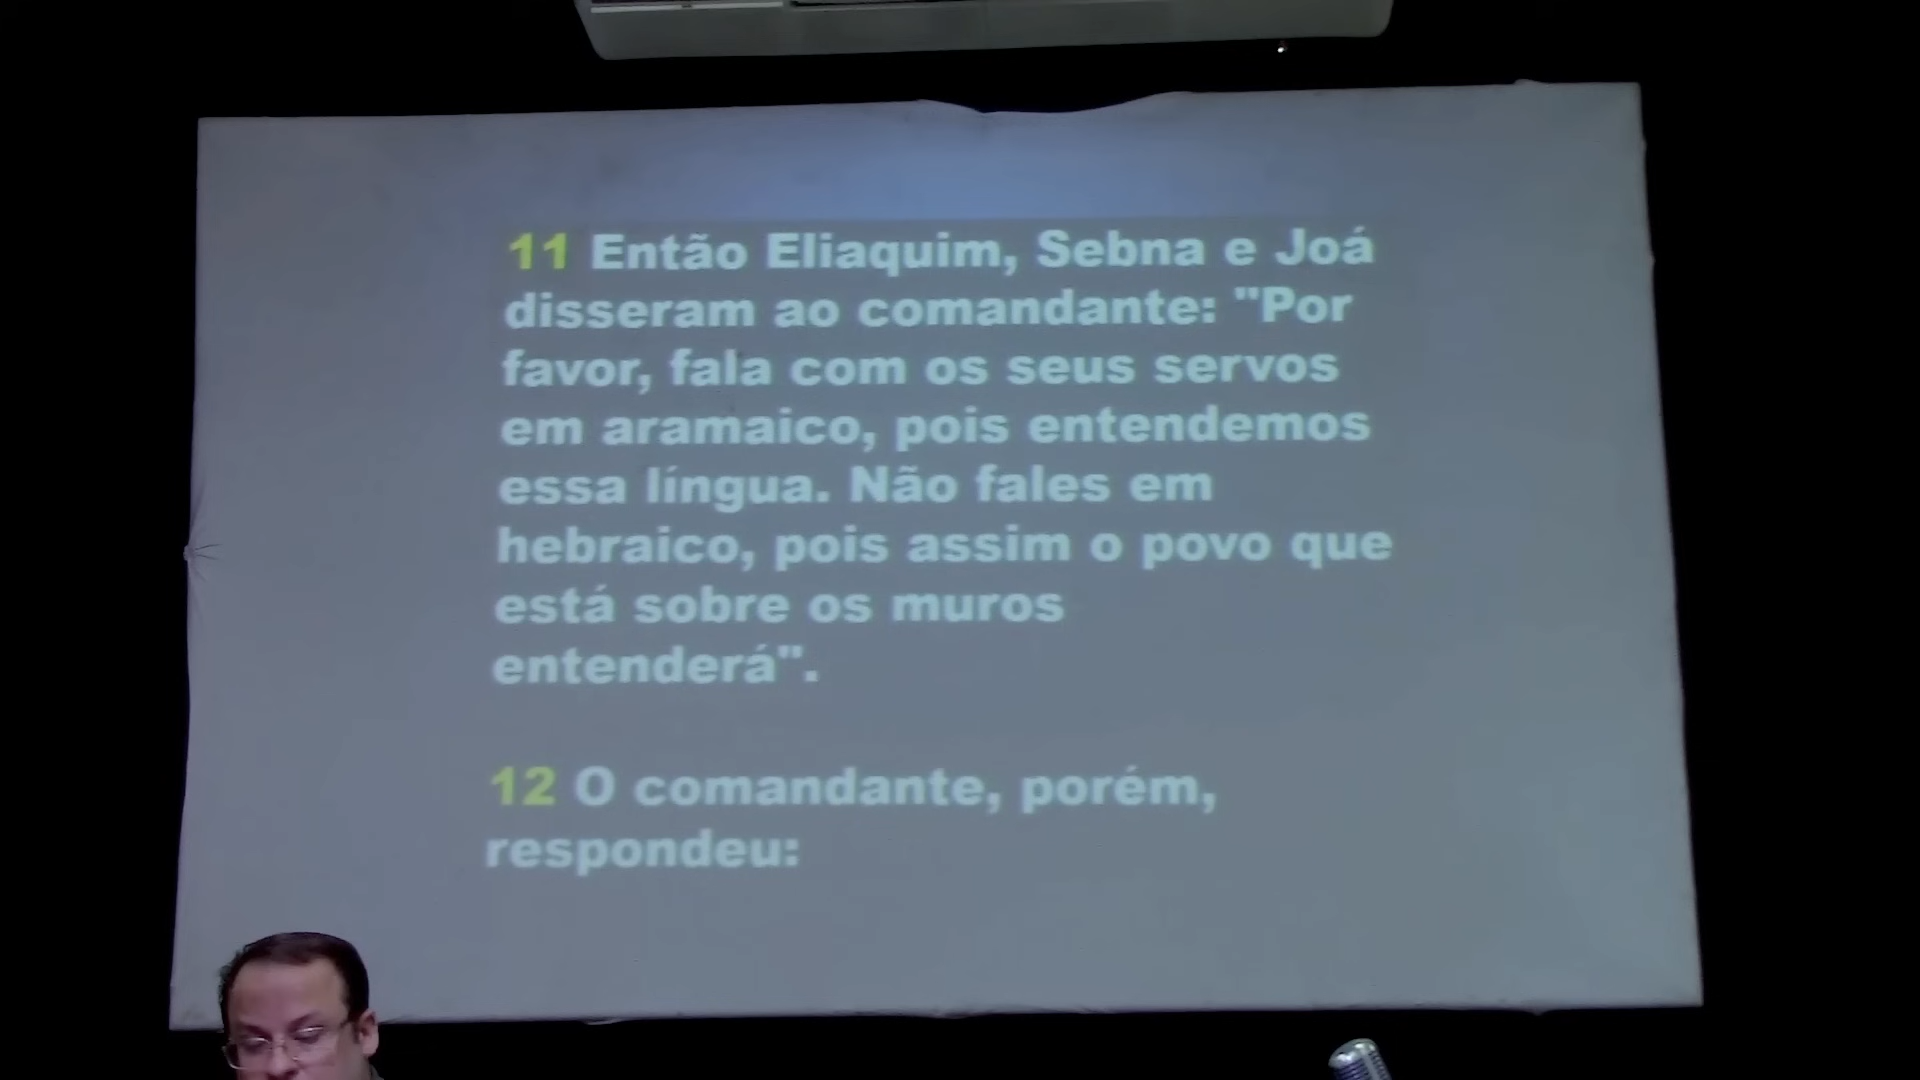 11 Então Eliaquim, Sebna e Joá
disseram ao comandante: "Por
favor, fala com os seus servos
em aramaico, pois entendemos
essa língua. Não fales em
hebraico, pois assim o povo que
está sobre os muros
entenderá".
12 O comandante, porém,
respondeu: